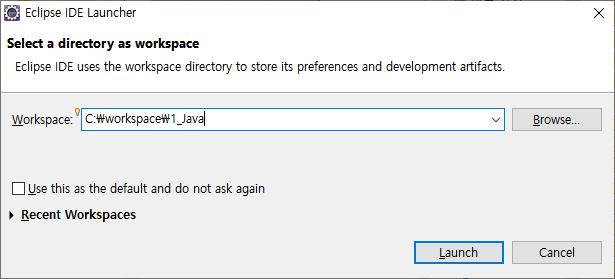 Eclipse IDE Launcher
Select a directory as workspace
Eclipse IDE uses the workspace directory to store its preferences and development artifacts.
Workspace: C:₩workspace₩1_Java Browse...
Use this as the default and do not ask again
Recent Workspaces
Launch Cancel